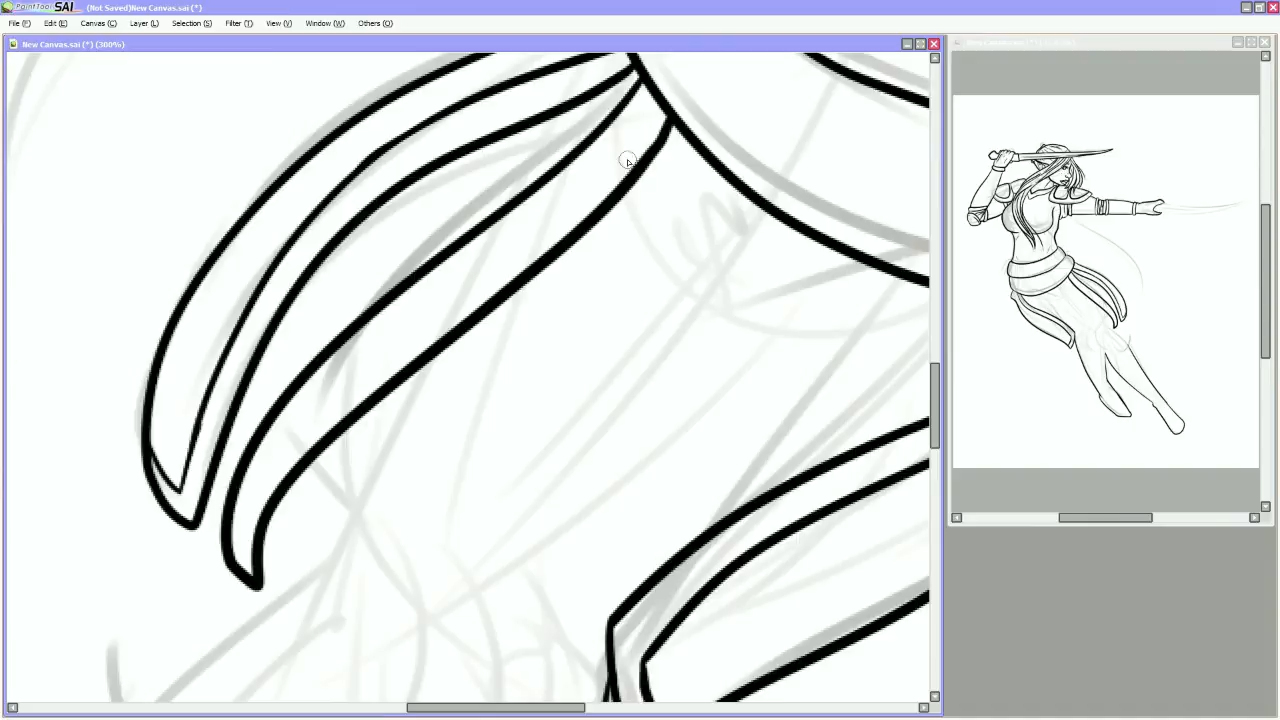 PaintTool SAI (Not Saved)New Canvas.sai (*)
File (F) Edit (E) Canvas (C) Layer (L) Selection (S) Filter (T) View (V) Window (W) Others (O)
New Canvas.sai (*) (300%)